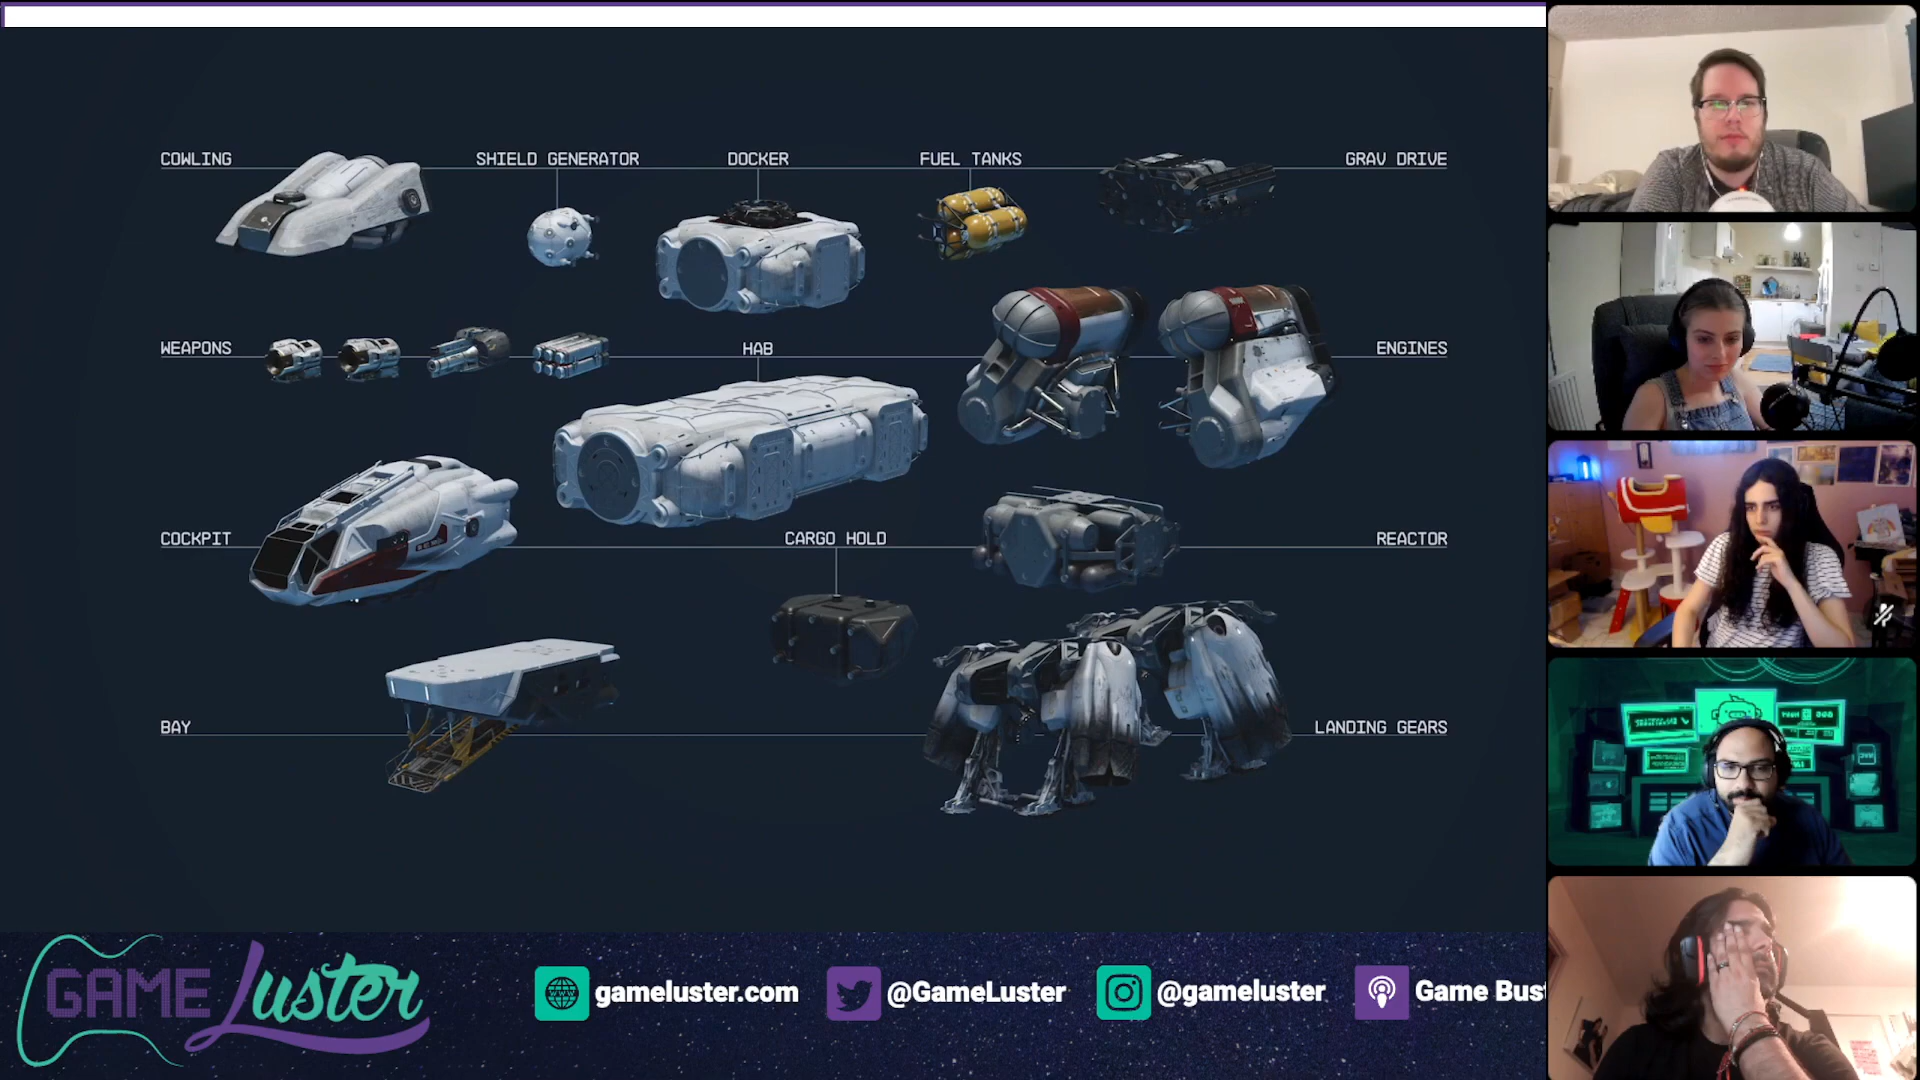 COWLING
SHIELD GENERATOR
DOCKER
FUEL TANKS
GRAV DRIVE
WEAPONS
HAB
ENGINES
COCKPIT
CARGO HOLD
REACTOR
BAY
LANDING GEARS
GAME Luster
gameluster.com
@GameLuster
@gameluster
Game Bust